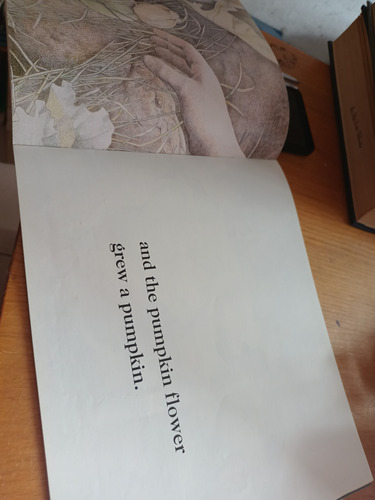 and the pumpkin flower
grew a pumpkin.